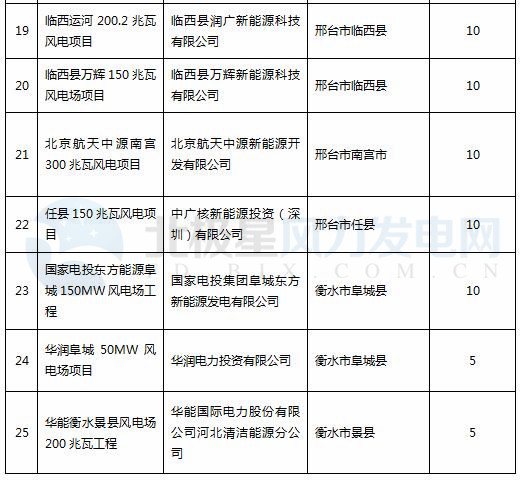 19 临西运河 200.2 兆瓦 临西县润广新能源科技 邢台市临西县 10
风电项目 有限公司
20 临西县万辉 150 兆瓦 临西县万辉新能源科技 邢台市临西县 10
风电场项目 有限公司
21 北京航天中源南宫 北京航天中源新能源开 邢台市南宫市 10
300 兆瓦风电项目 发有限公司
22 任县 150 兆瓦风电项 中广核新能源投资（深 邢台市任县 10
目 圳）有限公司
北极星风力发电网
FD.BJX.COM.CN
国家电投东方能源阜
23 城 150MW 风电场工 国家电投集团阜城东方 衡水市阜城县 10
程 新能源发电有限公司
24 华润阜城 50MW 风 华润电力投资有限公司 衡水市阜城县 5
电场项目
华能国际电力股份有限
25 华能衡水景县风电场 公司河北清洁能源分公 衡水市景县 5
200 兆瓦工程 司